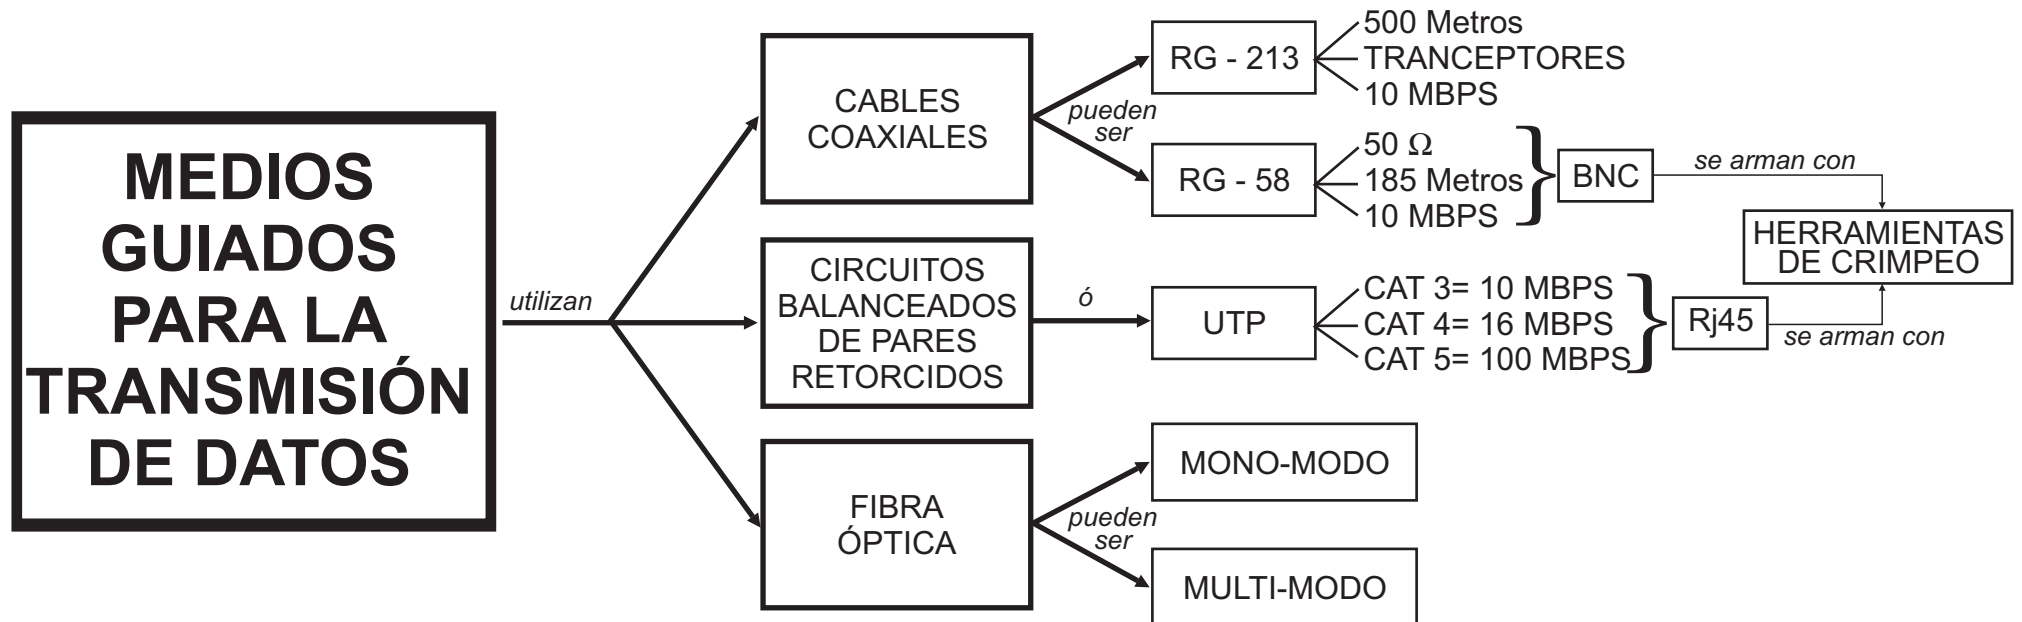 MEDIOS
GUIADOS
PARA LA
TRANSMISIÓN
DE DATOS
utilizan
CABLES
COAXIALES
pueden
ser
RG - 213
500 Metros
TRANCEPTORES
10 MBPS
RG - 58
50 Ω
185 Metros
10 MBPS
BNC
se arman con
HERRAMIENTAS
DE CRIMPEO
CIRCUITOS
BALANCEADOS
DE PARES
RETORCIDOS
ó
UTP
CAT 3= 10 MBPS
CAT 4= 16 MBPS
CAT 5= 100 MBPS
Rj45
se arman con
FIBRA
ÓPTICA
pueden
ser
MONO-MODO
MULTI-MODO